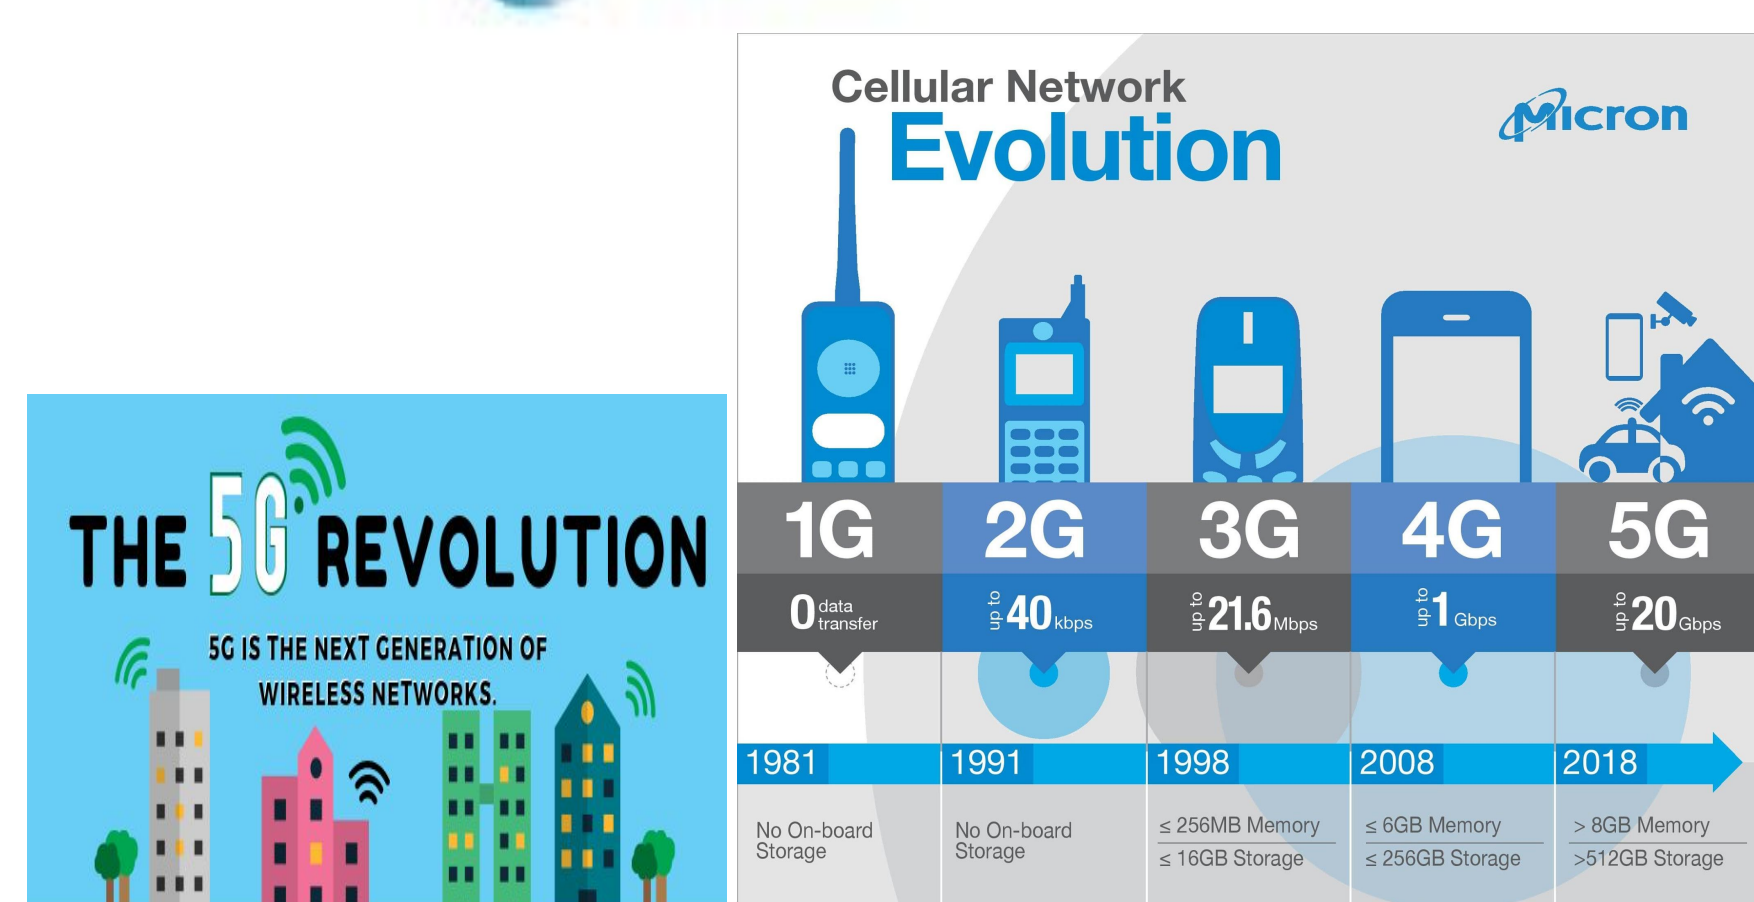 Cellular Network
Evolution
Micron
THE 5G REVOLUTION
5G IS THE NEXT GENERATION OF
WIRELESS NETWORKS.
1G 2G 3G 4G 5G
0 data transfer
up to 40 kbps
up to 21.6 Mbps
up to 1 Gbps
up to 20 Gbps
1981 1991 1998 2008 2018
No On-board
Storage
No On-board
Storage
≤ 256MB Memory
≤ 16GB Storage
≤ 6GB Memory
≤ 256GB Storage
> 8GB Memory
>512GB Storage